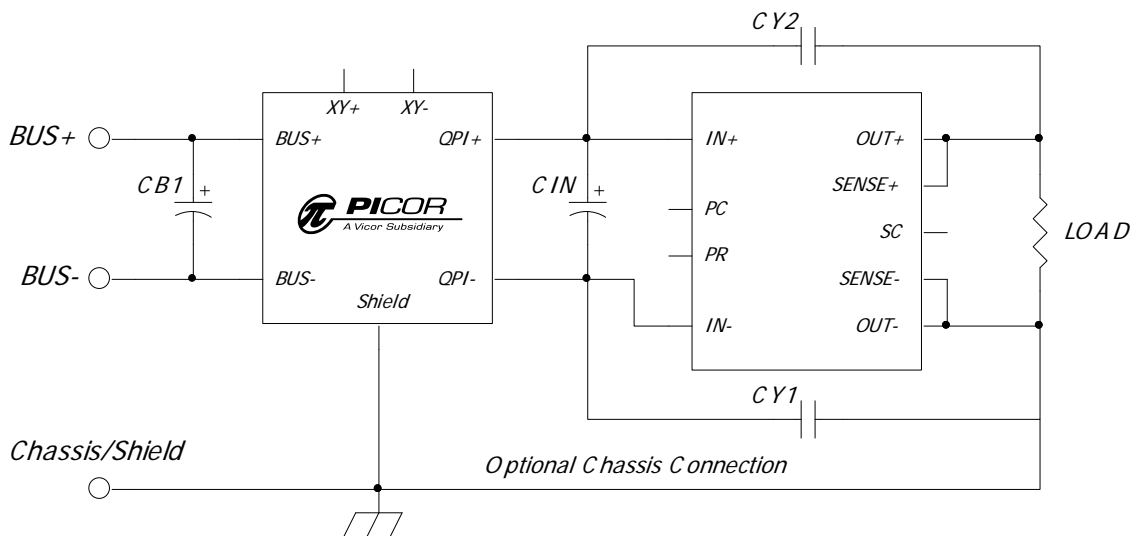 CY2
XY+ XY-
BUS+ BUS+ QPI+ IN+ OUT+
CB1 + CIN + SENSE+
π PICOR
A Vicor Subsidiary
PC
SC LOAD
PR
BUS- BUS- QPI- SENSE-
Shield
IN- OUT-
CY1
Chassis/Shield
Optional Chassis Connection